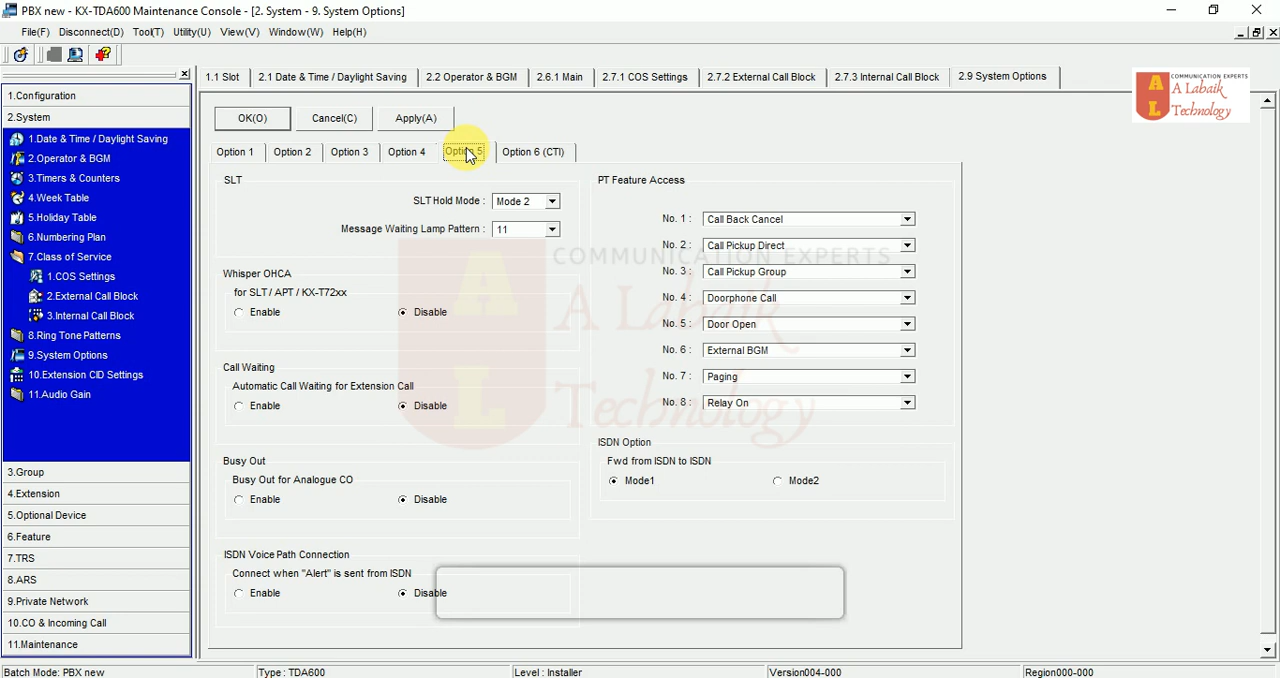 PBX new - KX-TDA600 Maintenance Console - [2. System - 9. System Options]
File(F) Disconnect(D) Tool(T) Utility(U) View(V) Window(W) Help(H)
1.1 Slot 2.1 Date & Time / Daylight Saving 2.2 Operator & BGM 2.6.1 Main 2.7.1 COS Settings 2.7.2 External Call Block 2.7.3 Internal Call Block 2.9 System Options
COMMUNICATION EXPERTS
A Labaik
Technology
A
L
1.Configuration
2.System
1.Date & Time / Daylight Saving
2.Operator & BGM
3.Timers & Counters
4.Week Table
5.Holiday Table
6.Numbering Plan
7.Class of Service
1.COS Settings
2.External Call Block
3.Internal Call Block
8.Ring Tone Patterns
9.System Options
10.Extension CID Settings
11.Audio Gain
3.Group
4.Extension
5.Optional Device
6.Feature
7.TRS
8.ARS
9.Private Network
10.CO & Incoming Call
11.Maintenance
OK(O) Cancel(C) Apply(A)
Option 1 Option 2 Option 3 Option 4 Option 5 Option 6 (CTI)
SLT
SLT Hold Mode : Mode 2
Message Waiting Lamp Pattern : 11
Whisper OHCA
for SLT / APT / KX-T72xx
Enable Disable
Call Waiting
Automatic Call Waiting for Extension Call
Enable Disable
Busy Out
Busy Out for Analogue CO
Enable Disable
ISDN Voice Path Connection
Connect when "Alert" is sent from ISDN
Enable Disable
PT Feature Access
No. 1 : Call Back Cancel
No. 2 : Call Pickup Direct
No. 3 : Call Pickup Group
No. 4 : Doorphone Call
No. 5 : Door Open
No. 6 : External BGM
No. 7 : Paging
No. 8 : Relay On
ISDN Option
Fwd from ISDN to ISDN
Mode1 Mode2
COMMUNICATION EXPERTS
A Labaik
Technology
A
L
Batch Mode: PBX new Type : TDA600 Level : Installer Version004-000 Region000-000